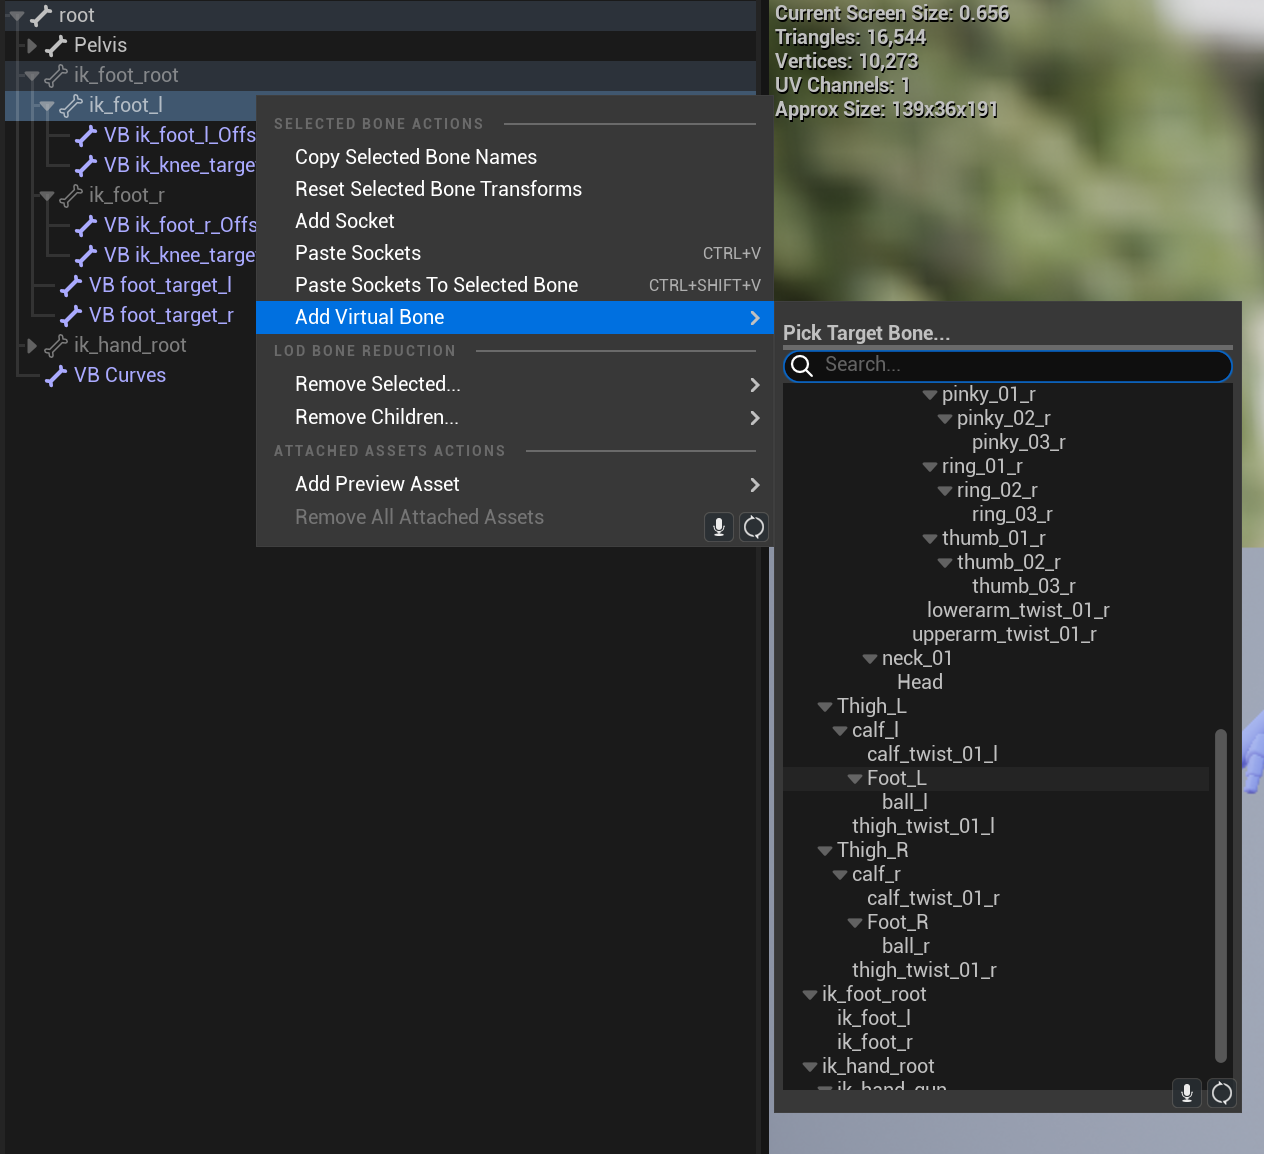 root
Pelvis
ik_foot_root
ik_foot_l
VB ik_foot_l_Offs
VB ik_knee_targe
ik_foot_r
VB ik_foot_r_Offs
VB ik_knee_targe
VB foot_target_l
VB foot_target_r
ik_hand_root
VB Curves
SELECTED BONE ACTIONS
Copy Selected Bone Names
Reset Selected Bone Transforms
Add Socket
Paste Sockets CTRL+V
Paste Sockets To Selected Bone CTRL+SHIFT+V
Add Virtual Bone
LOD BONE REDUCTION
Remove Selected...
Remove Children...
ATTACHED ASSETS ACTIONS
Add Preview Asset
Remove All Attached Assets
Current Screen Size: 0.656
Triangles: 16,544
Vertices: 10,273
UV Channels: 1
Approx Size: 139x36x191
Pick Target Bone...
Search...
pinky_01_r
pinky_02_r
pinky_03_r
ring_01_r
ring_02_r
ring_03_r
thumb_01_r
thumb_02_r
thumb_03_r
lowerarm_twist_01_r
upperarm_twist_01_r
neck_01
Head
Thigh_L
calf_l
calf_twist_01_l
Foot_L
ball_l
thigh_twist_01_l
Thigh_R
calf_r
calf_twist_01_r
Foot_R
ball_r
thigh_twist_01_r
ik_foot_root
ik_foot_l
ik_foot_r
ik_hand_root
ik_hand_gun